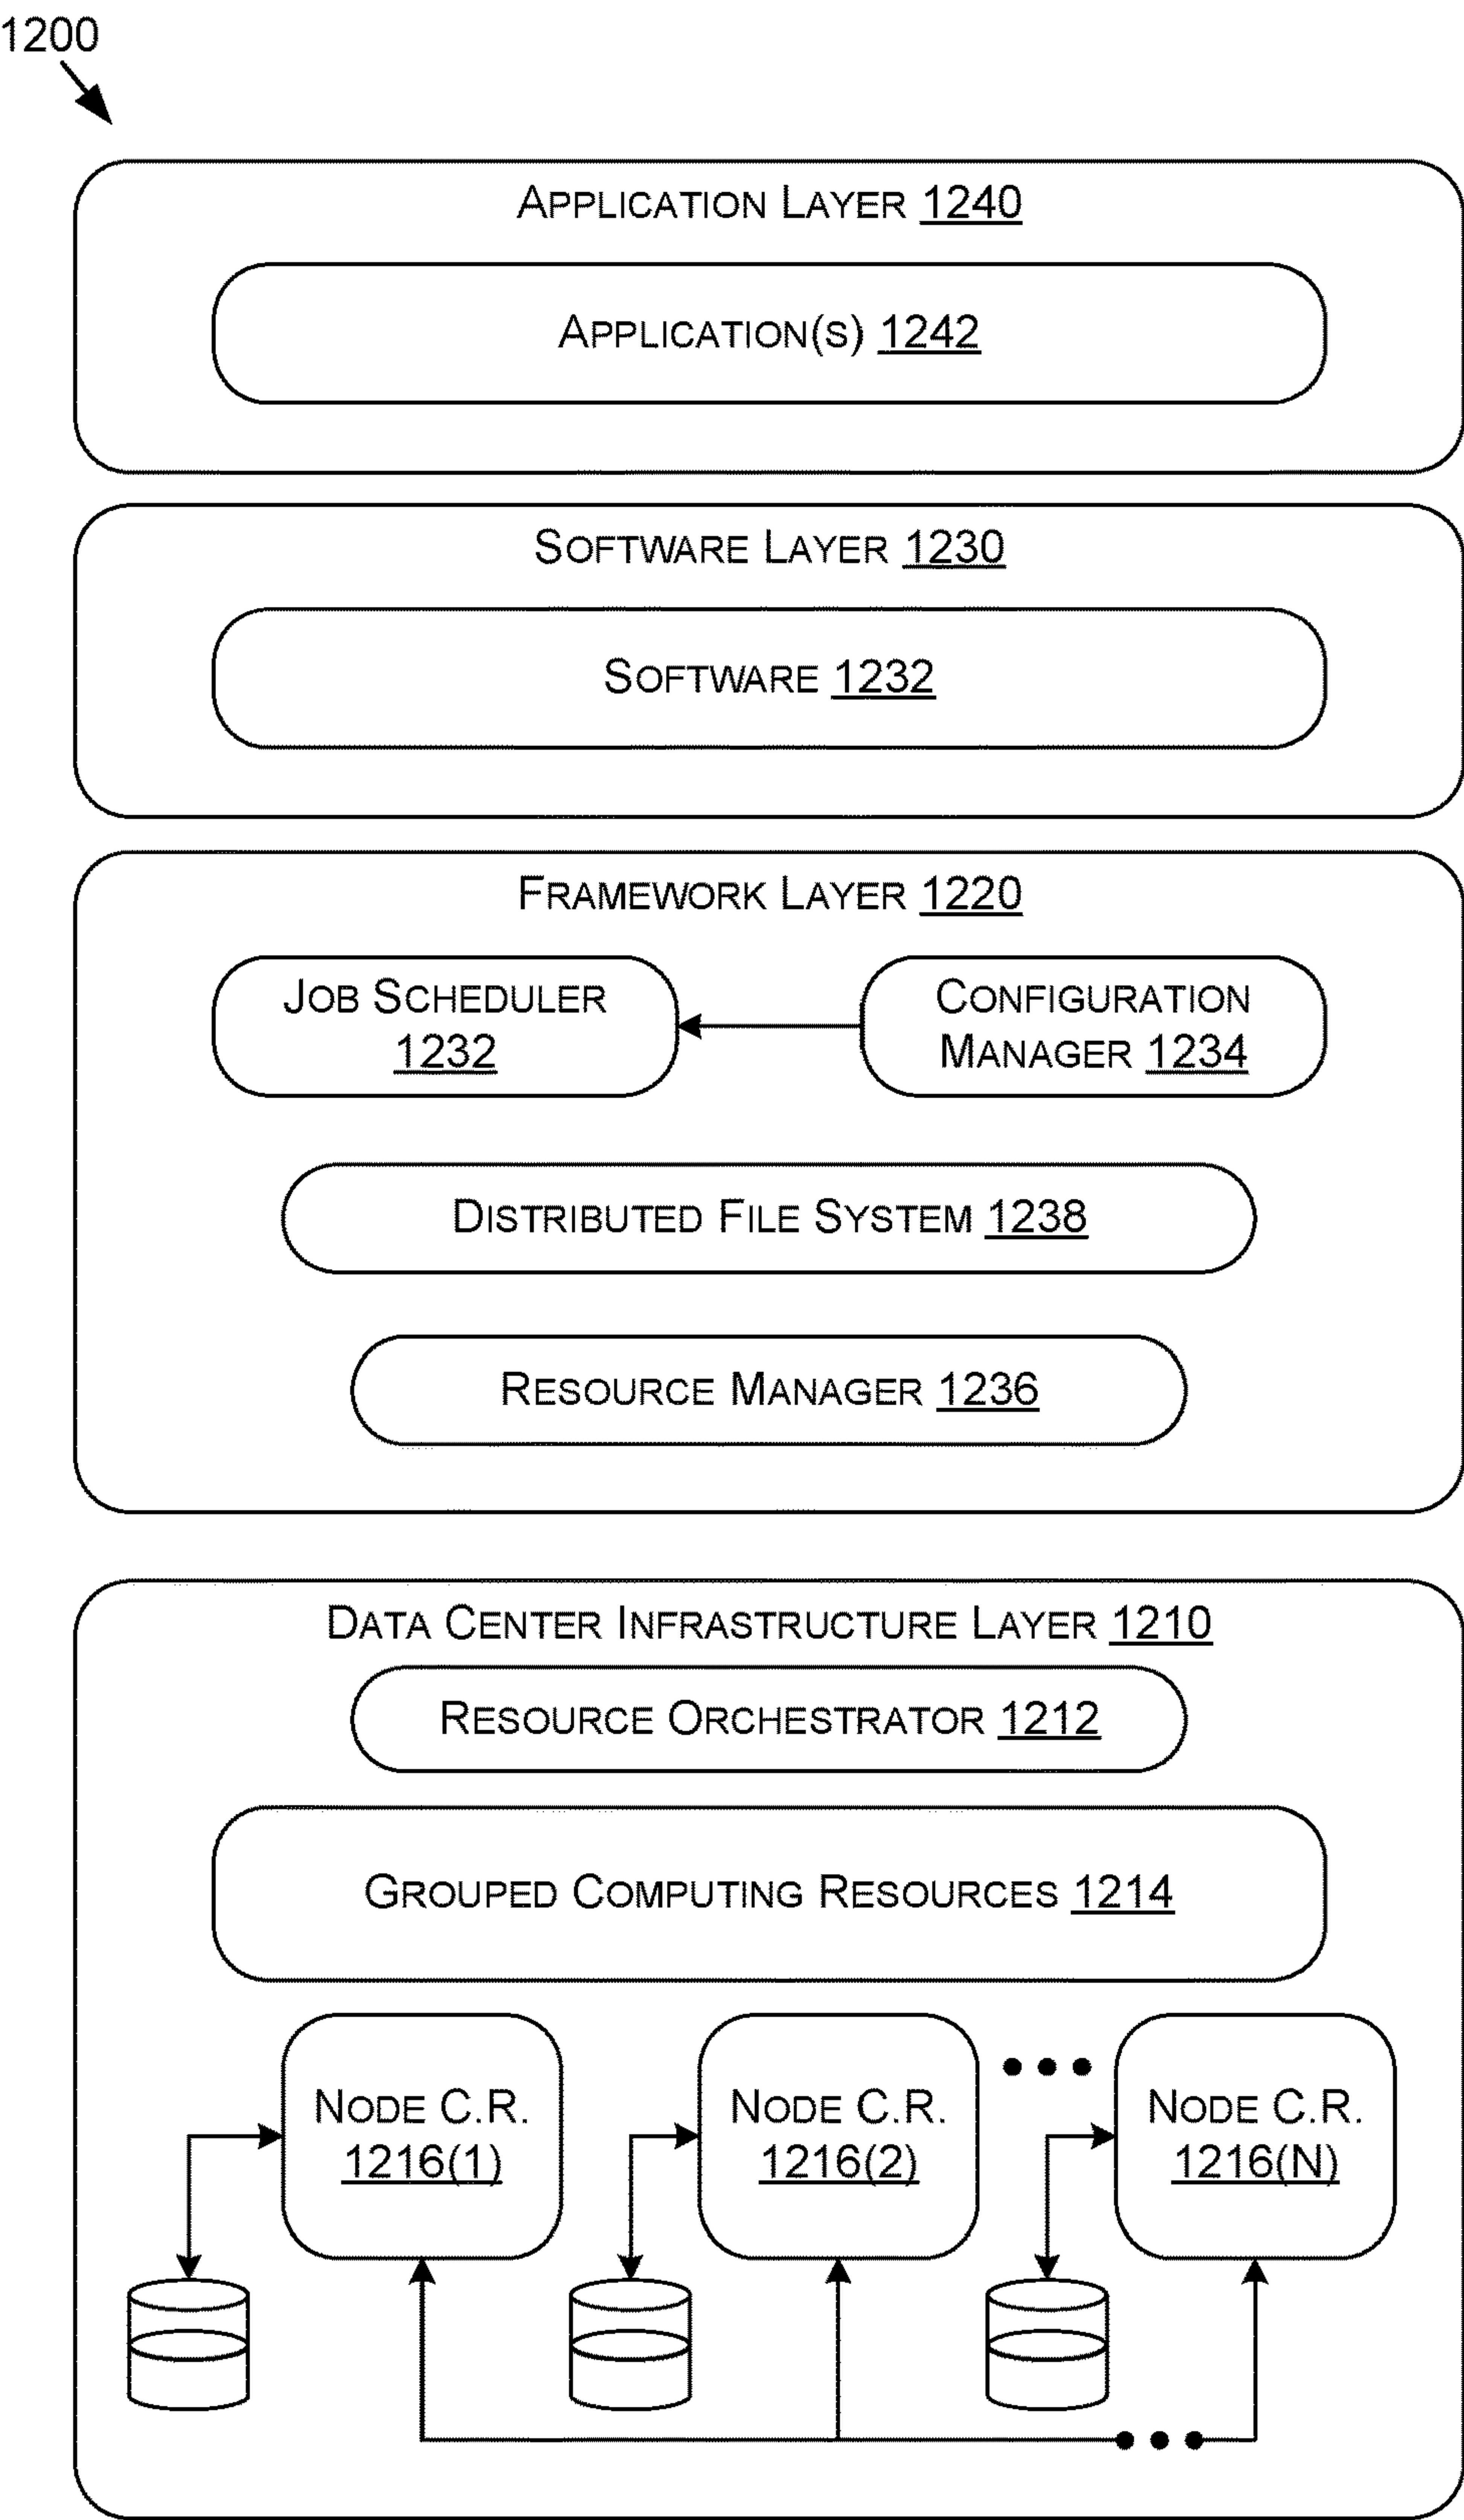 1200
APPLICATION LAYER 1240
APPLICATION(S) 1242
SOFTWARE LAYER 1230
SOFTWARE 1232
FRAMEWORK LAYER 1220
JOB SCHEDULER
1232
CONFIGURATION
MANAGER 1234
DISTRIBUTED FILE SYSTEM 1238
RESOURCE MANAGER 1236
DATA CENTER INFRASTRUCTURE LAYER 1210
RESOURCE ORCHESTRATOR 1212
GROUPED COMPUTING RESOURCES 1214
NODE C.R.
1216(1)
NODE C.R.
1216(2)
NODE C.R.
1216(N)